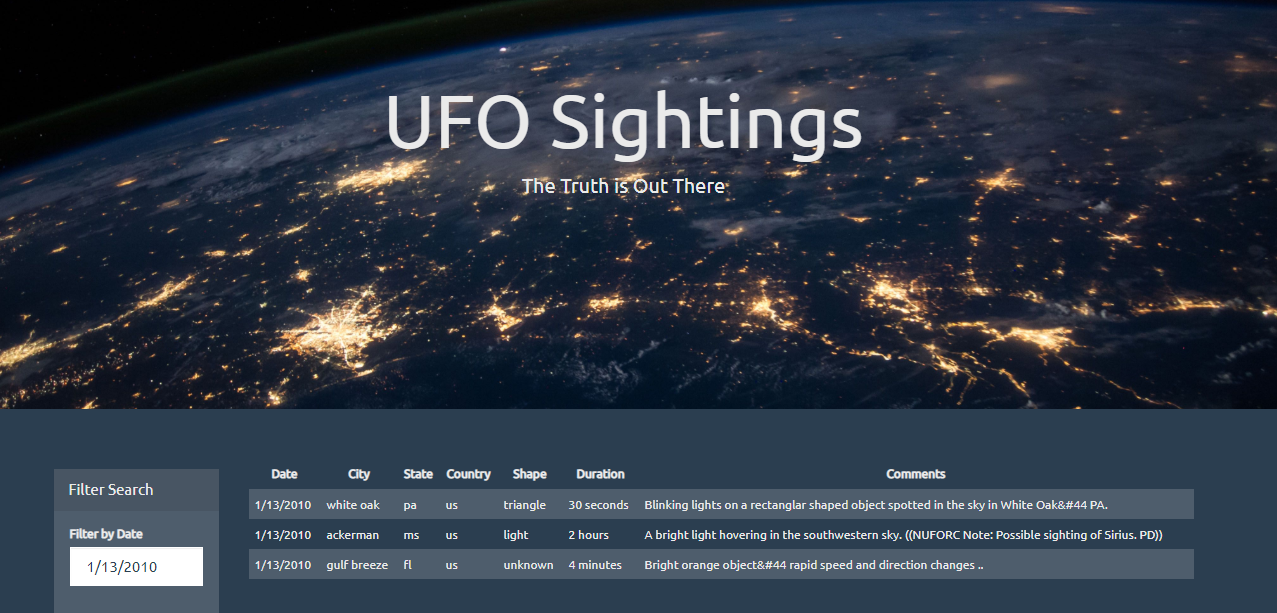 UFO Sightings
The Truth is Out There
Filter Search
Filter by Date
1/13/2010
Date City State Country Shape Duration Comments
1/13/2010 white oak pa us triangle 30 seconds Blinking lights on a rectanglar shaped object spotted in the sky in White Oak&#44 PA.
1/13/2010 ackerman ms us light 2 hours A bright light hovering in the southwestern sky. ((NUFORC Note: Possible sighting of Sirius. PD))
1/13/2010 gulf breeze fl us unknown 4 minutes Bright orange object&#44 rapid speed and direction changes ..